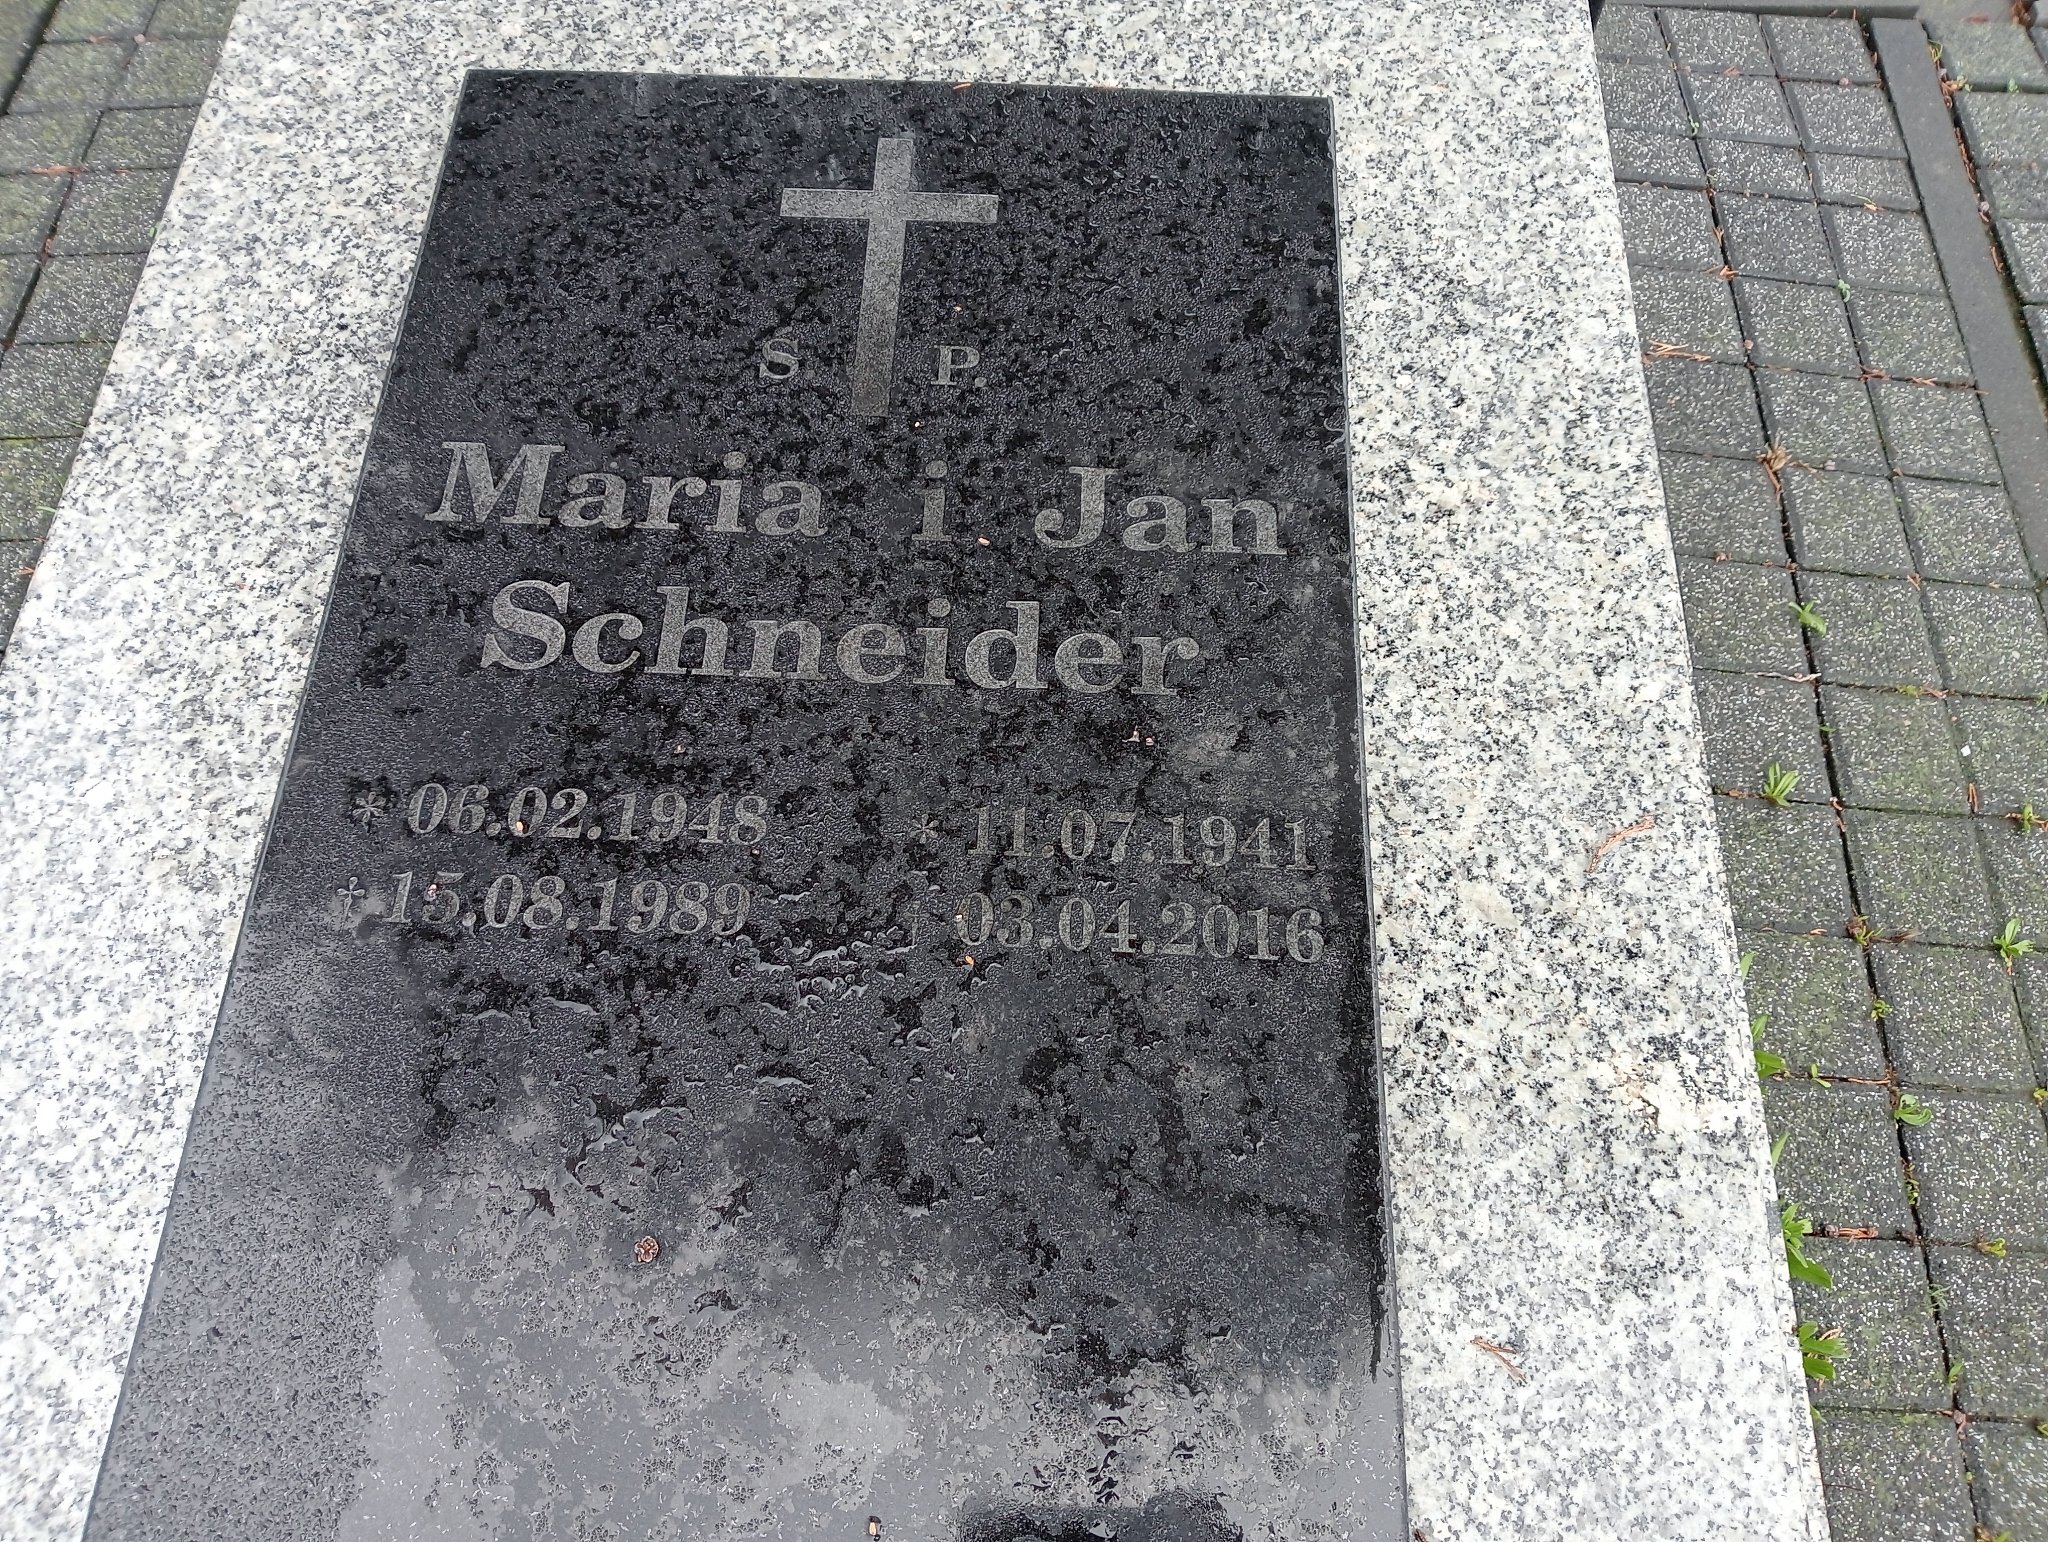 S. P.
Maria i Jan
Schneider
* 06.02.1948 * 11.07.1941
† 15.08.1989 03.04.2016